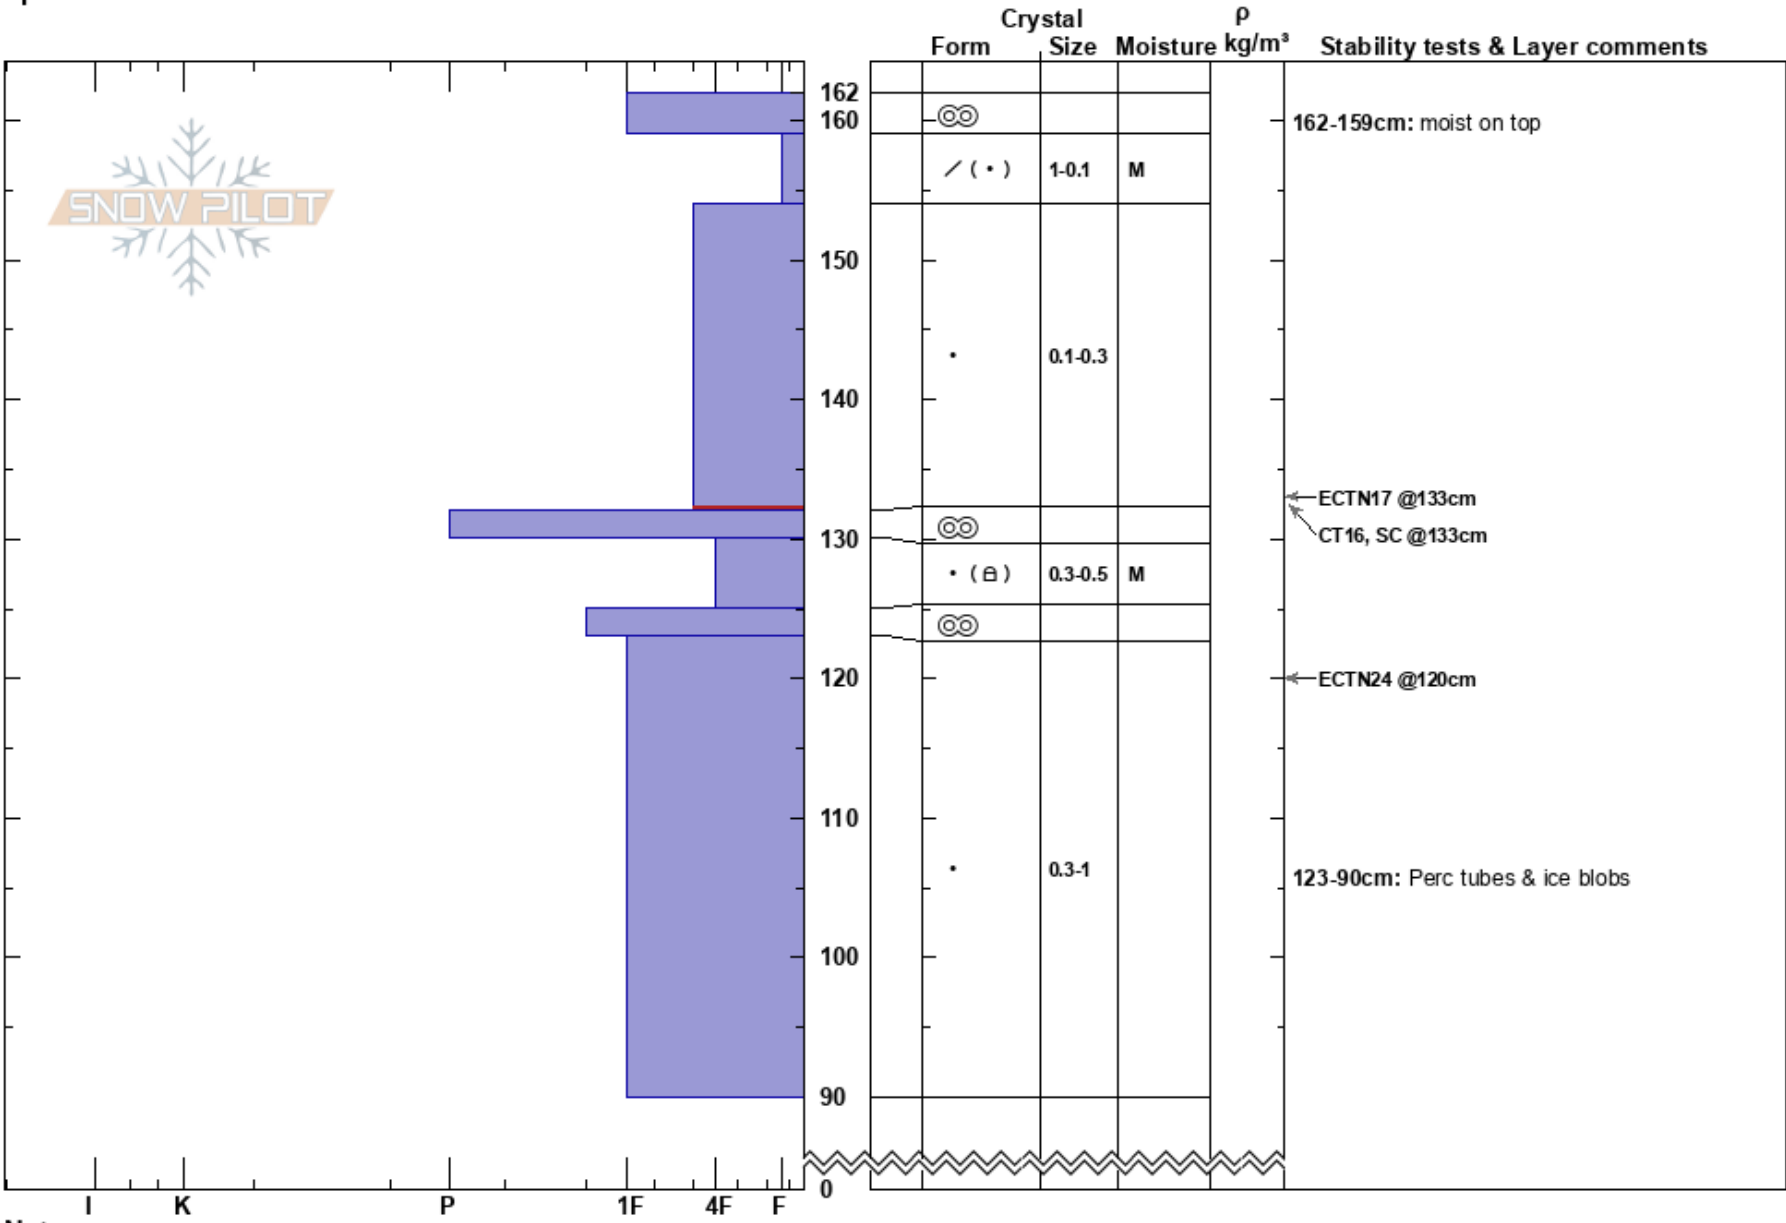 Crystal ρ
Form Size Moisture kg/m³ Stability tests & Layer comments
162
160
162-159cm: moist on top
SNOW PILOT
/ ( • ) 1-0.1 M
150
• 0.1-0.3
140
ECTN17 @133cm
CT16, SC @133cm
130
• ( ) 0.3-0.5 M
120
ECTN24 @120cm
110
• 0.3-1
123-90cm: Perc tubes & ice blobs
100
90
0
I K P 1F 4F F